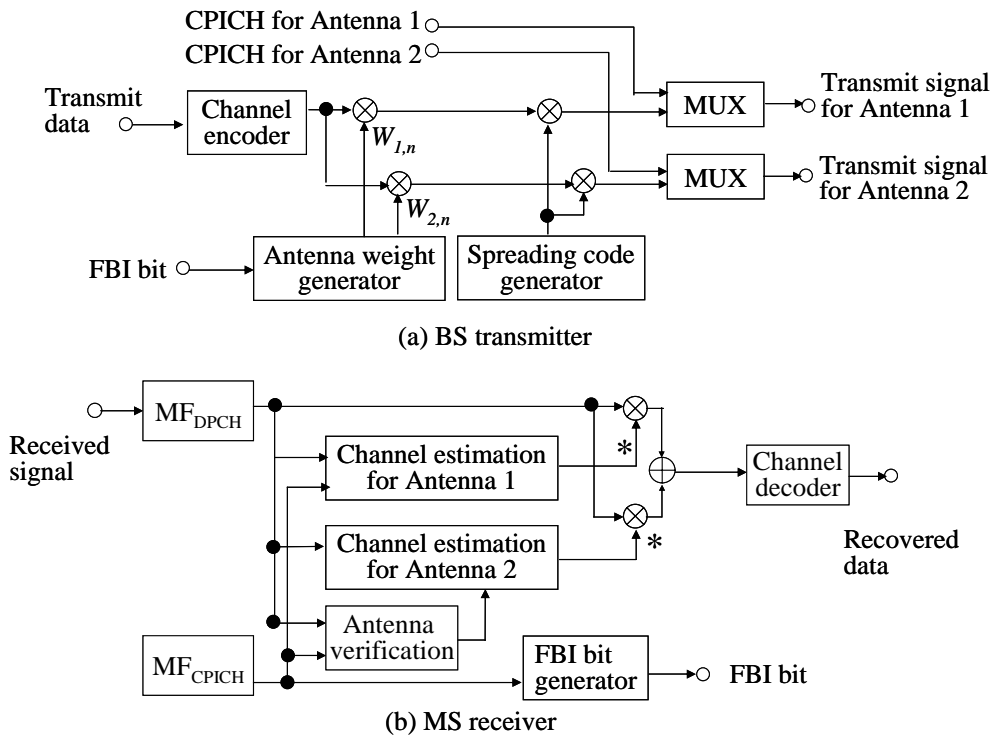 CPICH for Antenna 1
CPICH for Antenna 2
Transmit
data
Channel
encoder
W1,n
W2,n
MUX
Transmit signal
for Antenna 1
MUX
Transmit signal
for Antenna 2
FBI bit
Antenna weight
generator
Spreading code
generator
(a) BS transmitter
Received
signal
MFDPCH
Channel estimation
for Antenna 1
*
Channel estimation
for Antenna 2
*
Channel
decoder
Recovered
data
Antenna
verification
MFCPICH
FBI bit
generator
FBI bit
(b) MS receiver